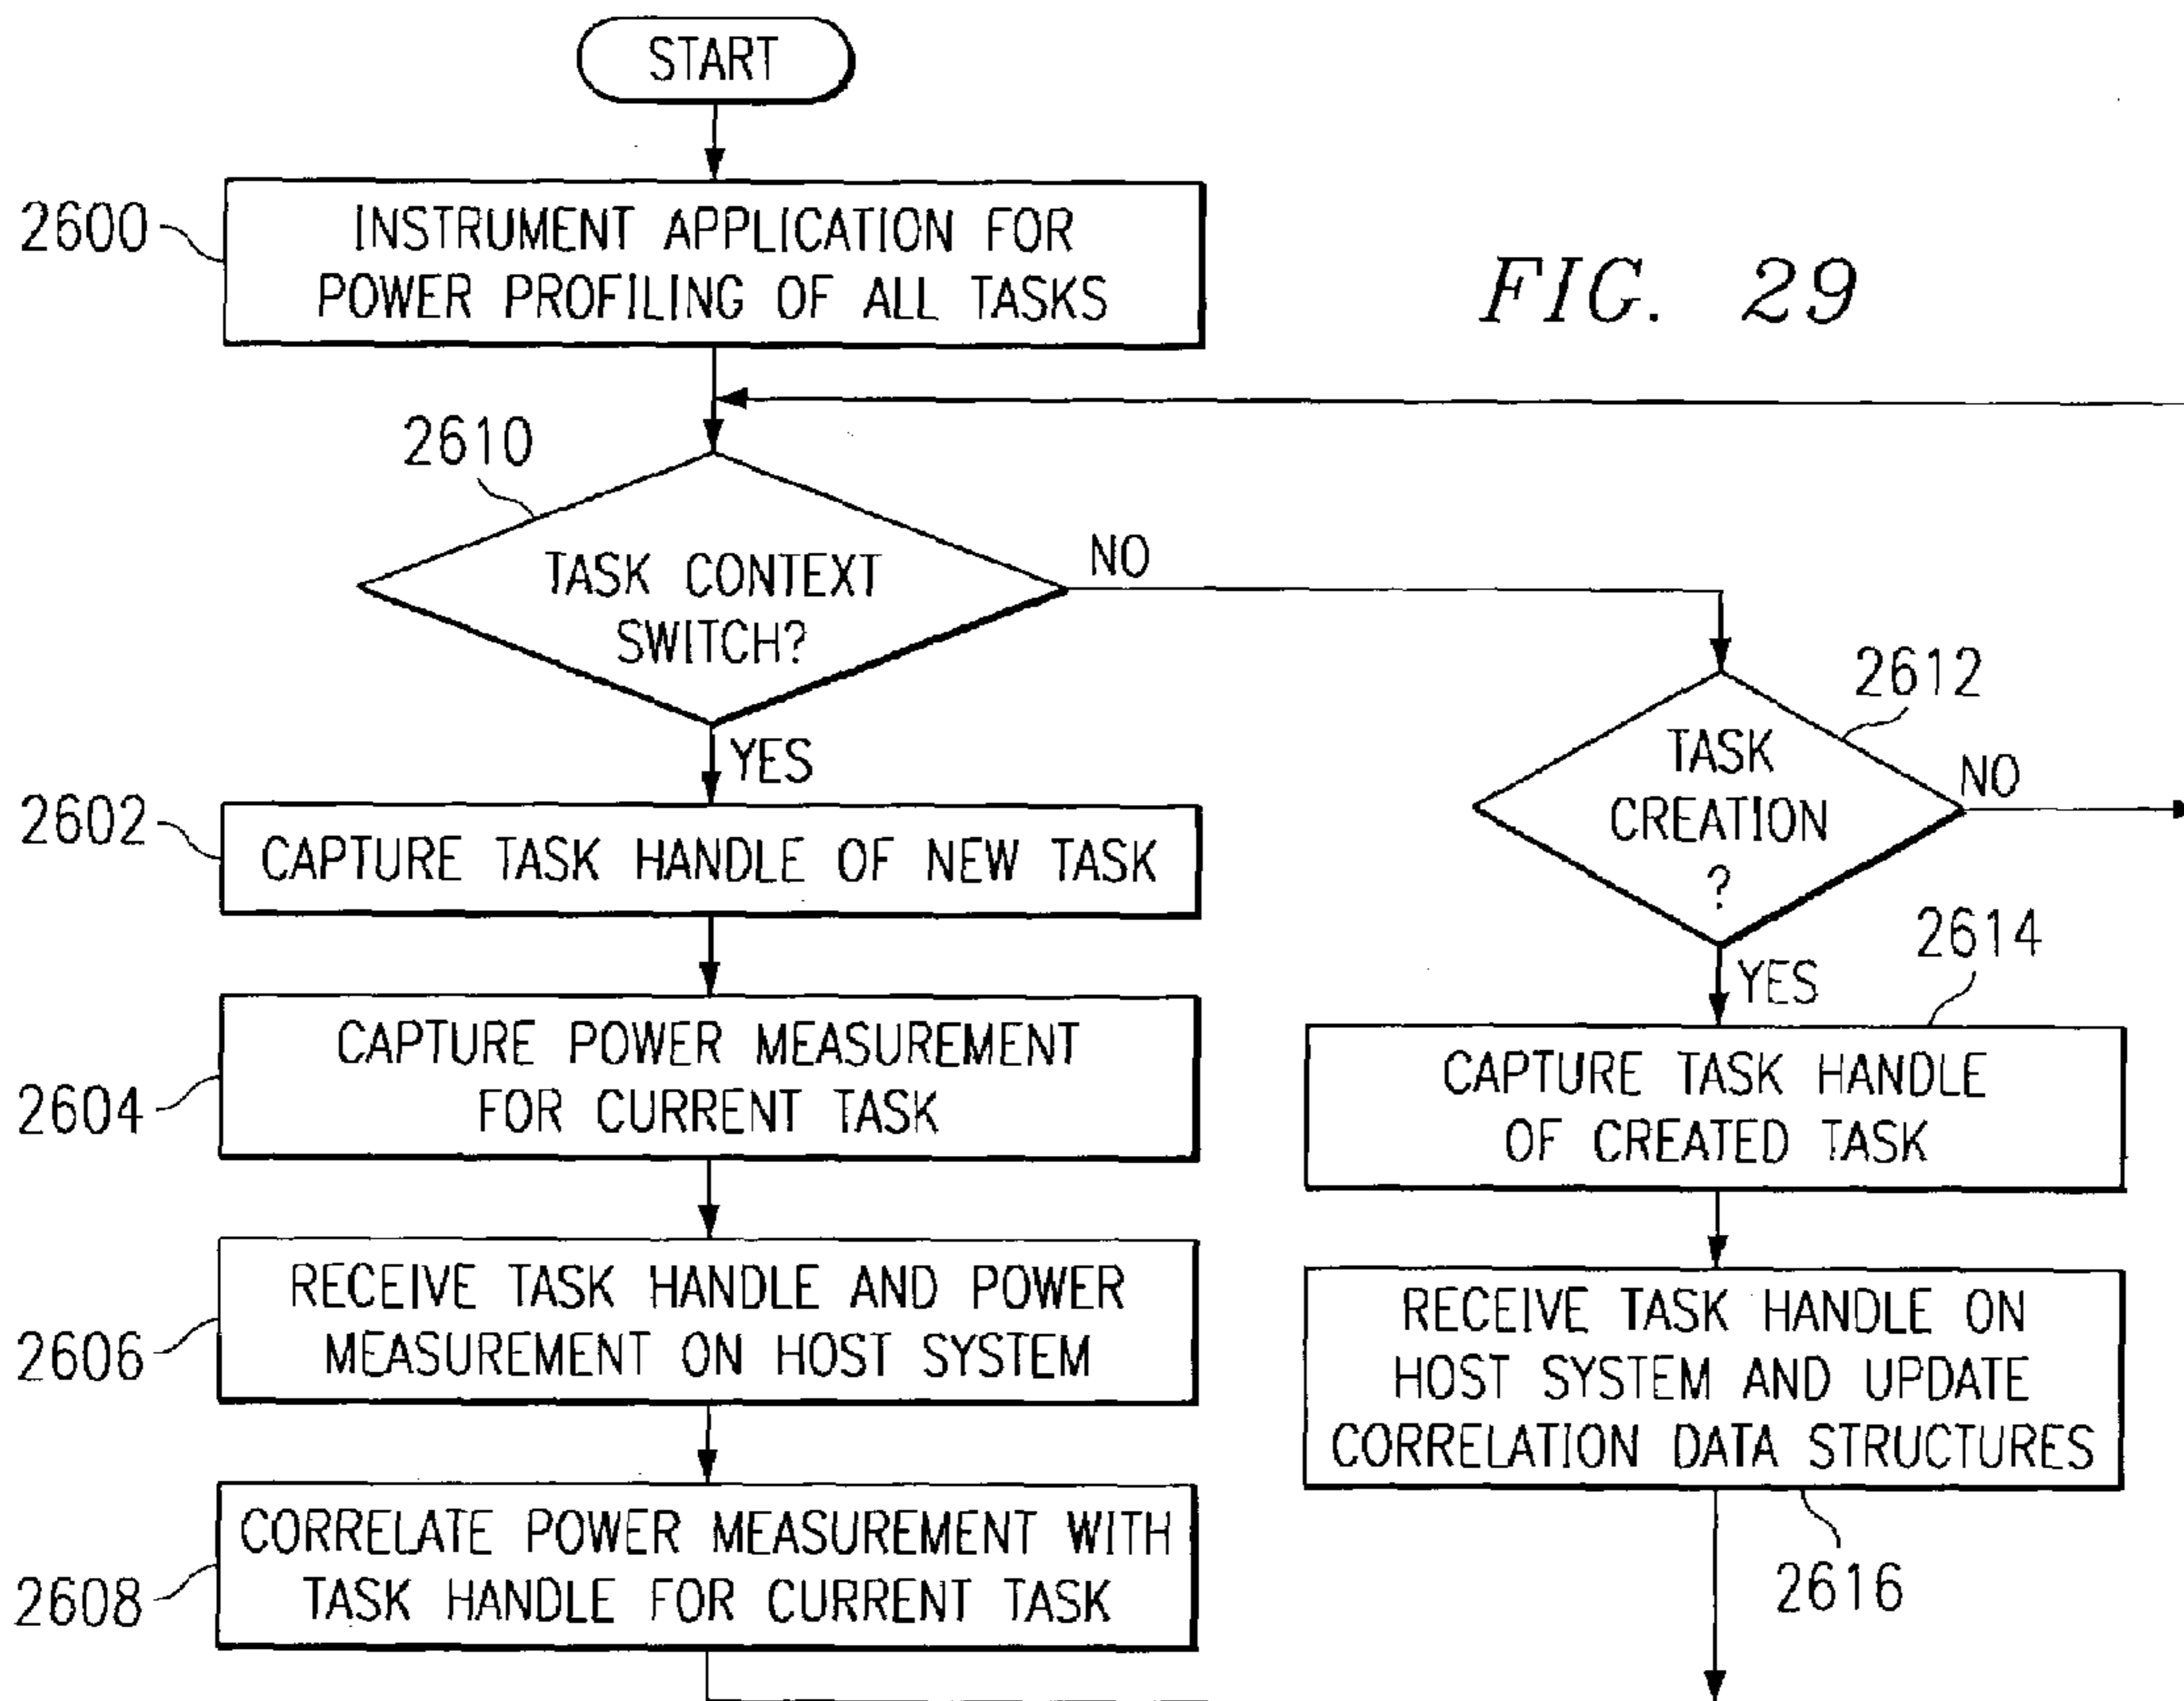 START
2600
INSTRUMENT APPLICATION FOR
POWER PROFILING OF ALL TASKS
FIG. 29
2610
TASK CONTEXT
SWITCH?
NO
YES
2612
TASK
CREATION
?
NO
YES
2602
CAPTURE TASK HANDLE OF NEW TASK
2604
CAPTURE POWER MEASUREMENT
FOR CURRENT TASK
2606
RECEIVE TASK HANDLE AND POWER
MEASUREMENT ON HOST SYSTEM
2608
CORRELATE POWER MEASUREMENT WITH
TASK HANDLE FOR CURRENT TASK
2614
CAPTURE TASK HANDLE
OF CREATED TASK
RECEIVE TASK HANDLE ON
HOST SYSTEM AND UPDATE
CORRELATION DATA STRUCTURES
2616